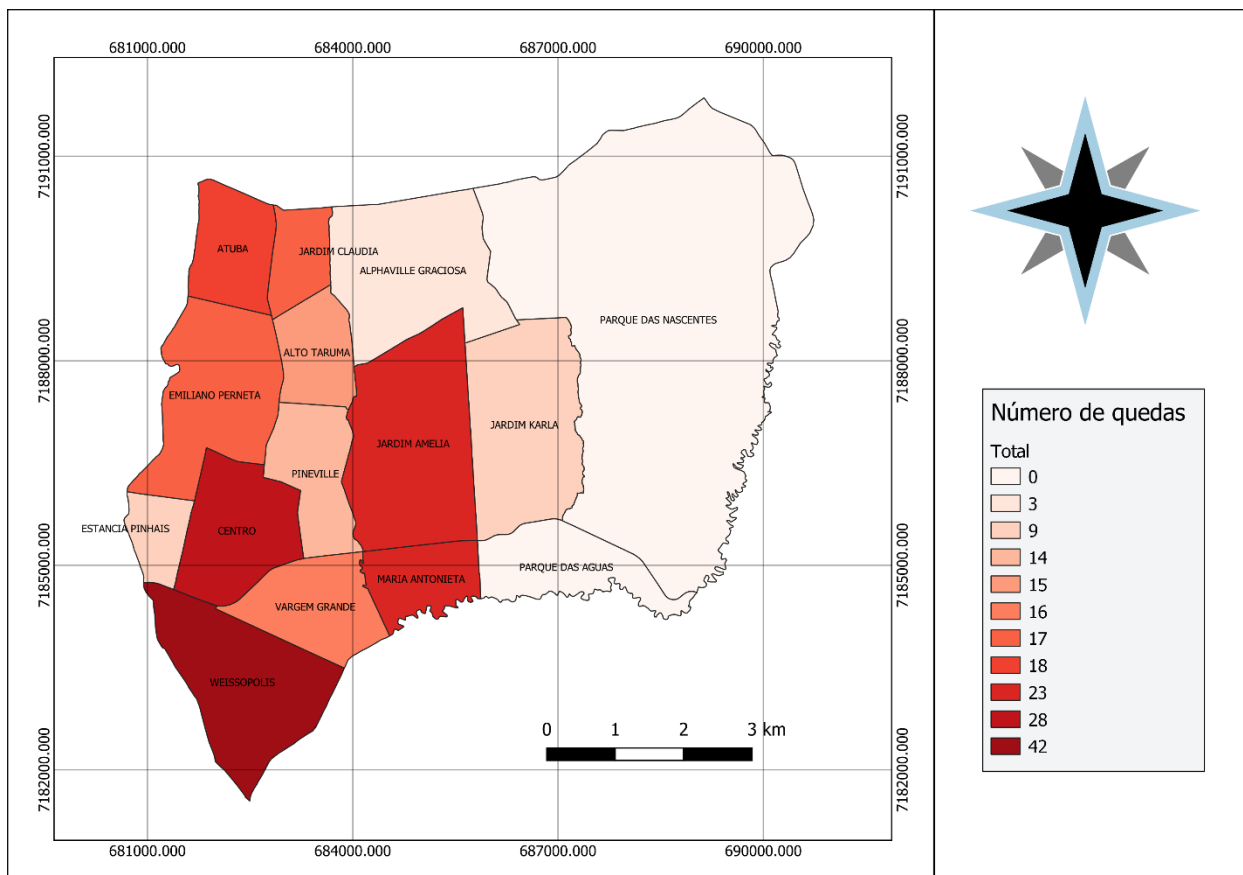 681000.000 684000.000 687000.000 690000.000
7191000.000 7191000.000
ATUBA
JARDIM CLAUDIA
ALPHAVILLE GRACIOSA
PARQUE DAS NASCENTES
ALTO TARUMA
7188000.000 7188000.000
EMILIANO PERNETA
JARDIM KARLA
JARDIM AMELIA
PINEVILLE
ESTANCIA PINHAIS
CENTRO
7185000.000 7185000.000
PARQUE DAS AGUAS
MARIA ANTONIETA
VARGEM GRANDE
WEISSOPOLIS
0 1 2 3 km
7182000.000 7182000.000
681000.000 684000.000 687000.000 690000.000
Número de quedas
Total
0
3
9
14
15
16
17
18
23
28
42